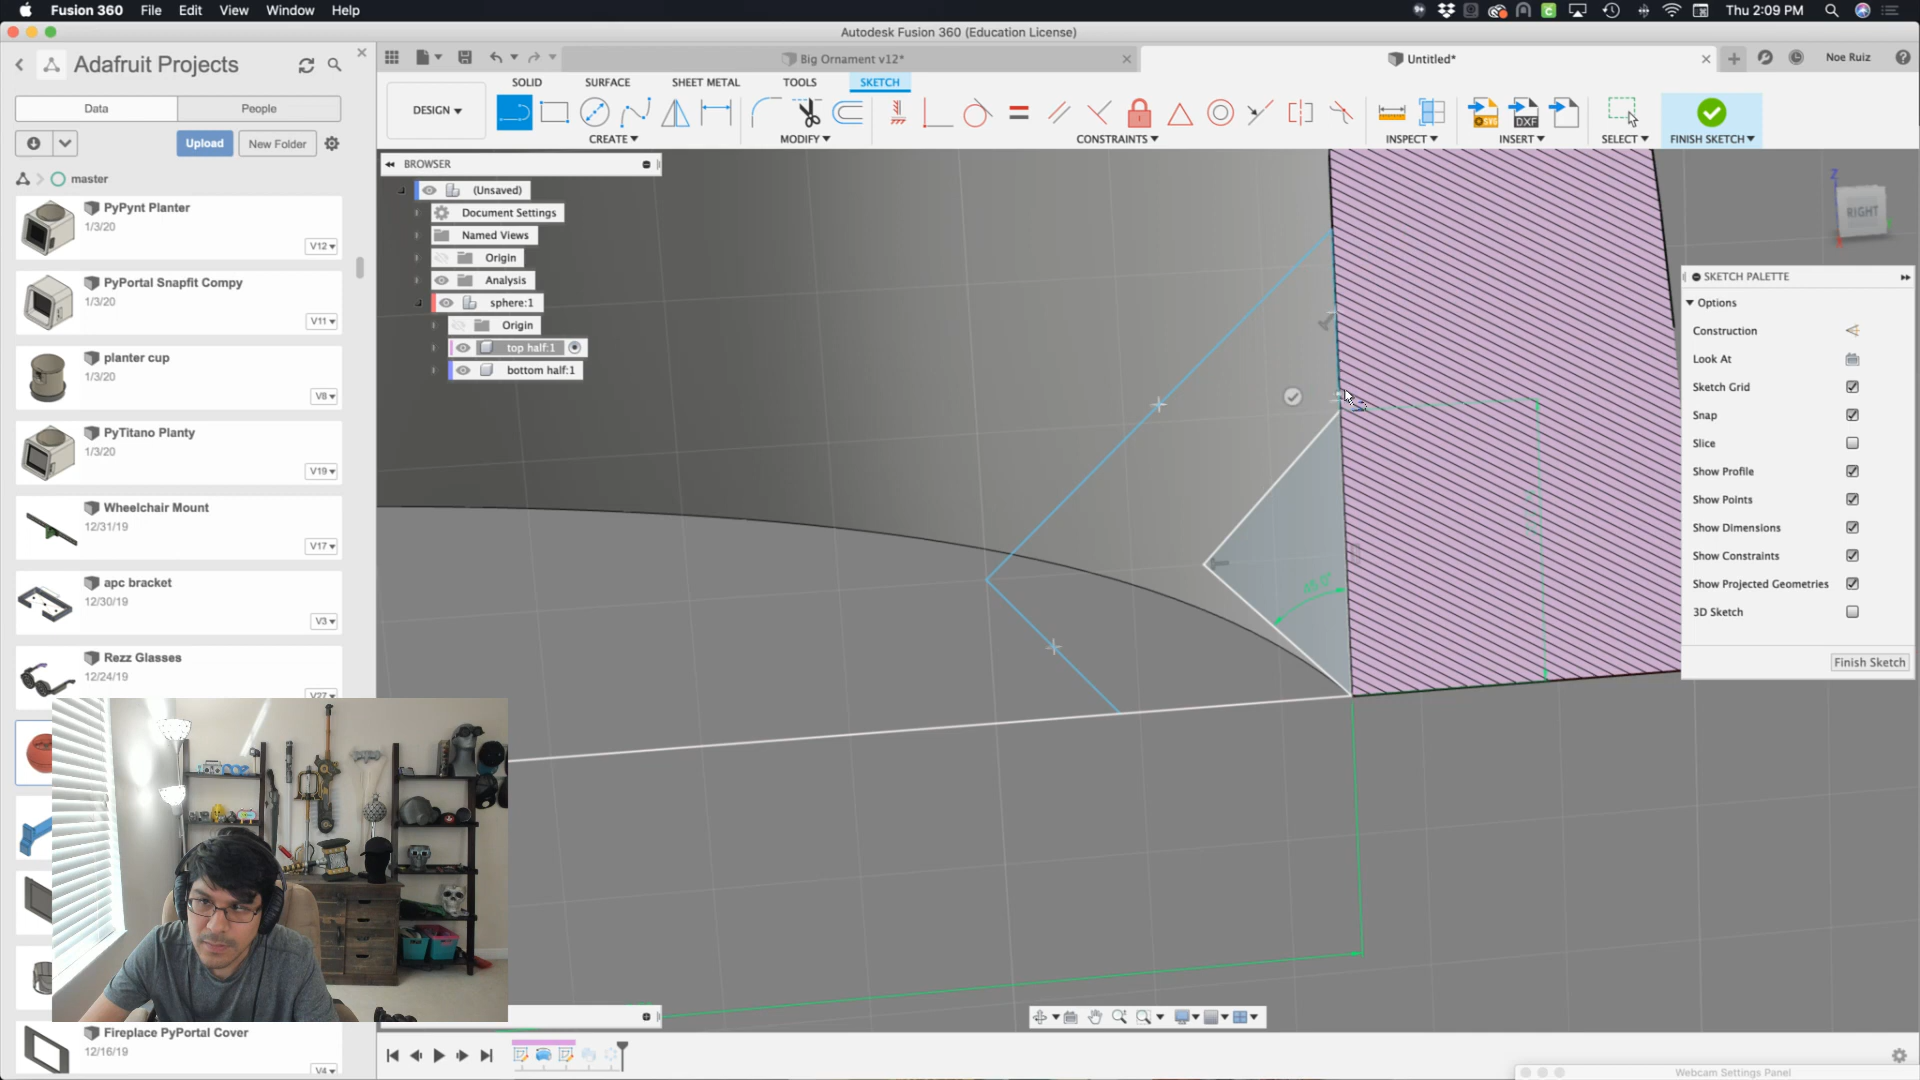 Fusion 360 File Edit View Window Help
Thu 2:09 PM
Autodesk Fusion 360 (Education License)
Adafruit Projects
Big Ornament v12*
Untitled*
Noe Ruiz
SOLID SURFACE SHEET METAL TOOLS SKETCH
Data People
DESIGN
CREATE MODIFY CONSTRAINTS INSPECT INSERT SELECT FINISH SKETCH
SVG
DXF
Upload New Folder
master
BROWSER
(Unsaved)
Document Settings
Named Views
Origin
Analysis
sphere:1
Origin
top half:1
bottom half:1
Z
RIGHT
PyPynt Planter
1/3/20
V12
PyPortal Snapfit Compy
1/3/20
V11
planter cup
1/3/20
V8
PyTitano Planty
1/3/20
V19
Wheelchair Mount
12/31/19
V17
apc bracket
12/30/19
V3
Rezz Glasses
12/24/19
V27
Fireplace PyPortal Cover
12/16/19
V4
SKETCH PALETTE
Options
Construction
Look At
Sketch Grid
Snap
Slice
Show Profile
Show Points
Show Dimensions
Show Constraints
Show Projected Geometries
3D Sketch
Finish Sketch
Webcam Settings Panel